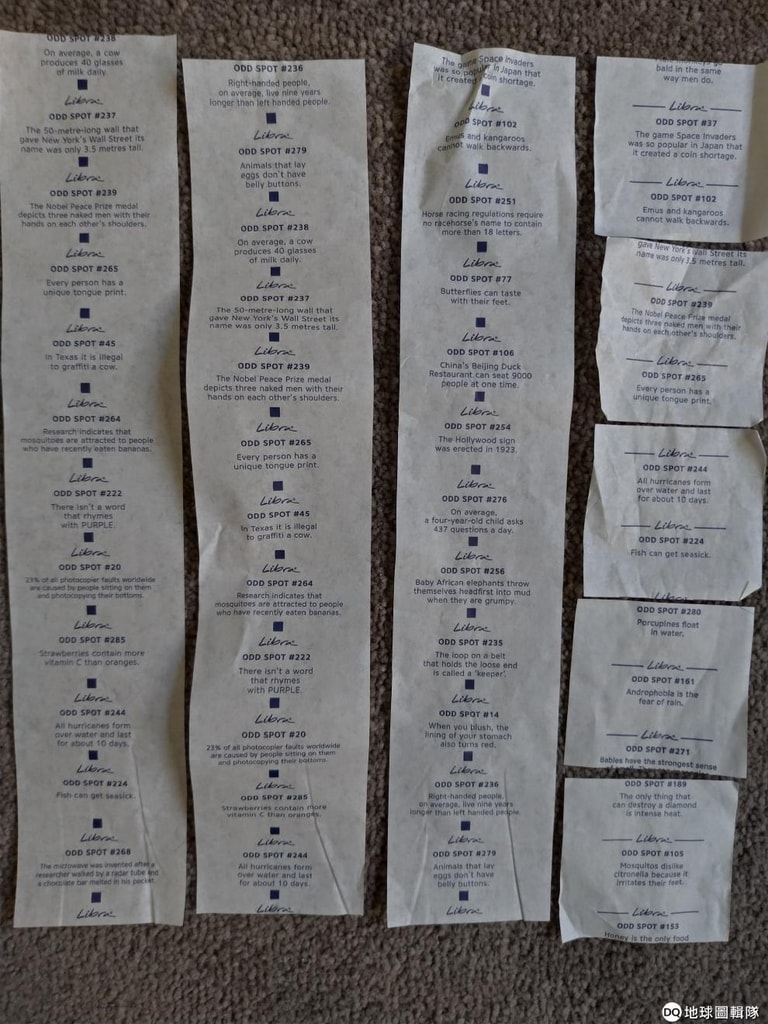 ODD SPOT #238
On average, a cow
produces 40 glasses
of milk daily.
Libra
ODD SPOT #237
The 50-metre-long wall that
gave New York's Wall Street its
name was only 3.5 metres tall.
Libra
ODD SPOT #239
The Nobel Peace Prize medal
depicts three naked men with their
hands on each other's shoulders.
Libra
ODD SPOT #265
Every person has a
unique tongue print.
Libra
ODD SPOT #45
In Texas it is illegal
to graffiti a cow.
Libra
ODD SPOT #264
Research indicates that
mosquitoes are attracted to people
who have recently eaten bananas.
Libra
ODD SPOT #222
There isn't a word
that rhymes
with PURPLE.
Libra
ODD SPOT #20
23% of all photocopier faults worldwide
are caused by people sitting on them
and photocopying their bottoms.
Libra
ODD SPOT #285
Strawberries contain more
vitamin C than oranges.
Libra
ODD SPOT #244
All hurricanes form
over water and last
for about 10 days.
Libra
ODD SPOT #224
Fish can get seasick.
Libra
ODD SPOT #268
The microwave was invented after a
researcher walked by a radar tube and
a chocolate bar melted in his pocket.
Libra
ODD SPOT #236
Right-handed people,
on average, live nine years
longer than left handed people.
Libra
ODD SPOT #279
Animals that lay
eggs don't have
belly buttons.
Libra
ODD SPOT #238
On average, a cow
produces 40 glasses
of milk daily.
Libra
ODD SPOT #237
The 50-metre-long wall that
gave New York's Wall Street its
name was only 3.5 metres tall.
Libra
ODD SPOT #239
The Nobel Peace Prize medal
depicts three naked men with their
hands on each other's shoulders.
Libra
ODD SPOT #265
Every person has a
unique tongue print.
Libra
ODD SPOT #45
In Texas it is illegal
to graffiti a cow.
Libra
ODD SPOT #264
Research indicates that
mosquitoes are attracted to people
who have recently eaten bananas.
Libra
ODD SPOT #222
There isn't a word
that rhymes
with PURPLE.
Libra
ODD SPOT #20
23% of all photocopier faults worldwide
are caused by people sitting on them
and photocopying their bottoms.
Libra
ODD SPOT #285
Strawberries contain more
vitamin C than oranges.
Libra
ODD SPOT #244
All hurricanes form
over water and last
for about 10 days.
Libra
The game Space Invaders
was so popular in Japan that
it created a coin shortage.
Libra
ODD SPOT #102
Emus and kangaroos
cannot walk backwards.
Libra
ODD SPOT #251
Horse racing regulations require
no racehorse's name to contain
more than 18 letters.
Libra
ODD SPOT #77
Butterflies can taste
with their feet.
Libra
ODD SPOT #106
China's Beijing Duck
Restaurant can seat 9000
people at one time.
Libra
ODD SPOT #254
The Hollywood sign
was erected in 1923.
Libra
ODD SPOT #276
On average,
a four-year-old child asks
437 questions a day.
Libra
ODD SPOT #256
Baby African elephants throw
themselves headfirst into mud
when they are grumpy.
Libra
ODD SPOT #235
The loop on a belt
that holds the loose end
is called a 'keeper'.
Libra
ODD SPOT #14
When you blush, the
lining of your stomach
also turns red.
Libra
ODD SPOT #236
Right-handed people,
on average, live nine years
longer than left handed people.
Libra
ODD SPOT #279
Animals that lay
eggs don't have
belly buttons.
Libra
go
bald in the same
way men do.
Libra
ODD SPOT #37
The game Space Invaders
was so popular in Japan that
it created a coin shortage.
Libra
ODD SPOT #102
Emus and kangaroos
cannot walk backwards.
gave New York's Wall Street its
name was only 3.5 metres tall.
Libra
ODD SPOT #239
The Nobel Peace Prize medal
depicts three naked men with their
hands on each other's shoulders.
Libra
ODD SPOT #265
Every person has a
unique tongue print.
Libra
ODD SPOT #244
All hurricanes form
over water and last
for about 10 days.
Libra
ODD SPOT #224
Fish can get seasick.
Libra
ODD SPOT #280
Porcupines float
in water.
Libra
ODD SPOT #161
Androphobia is the
fear of rain.
Libra
ODD SPOT #271
Babies have the strongest sense
ODD SPOT #189
The only thing that
can destroy a diamond
is intense heat.
Libra
ODD SPOT #105
Mosquitos dislike
citronella because it
irritates their feet.
Libra
ODD SPOT #153
Honey is the only food
DQ 地球圖輯隊